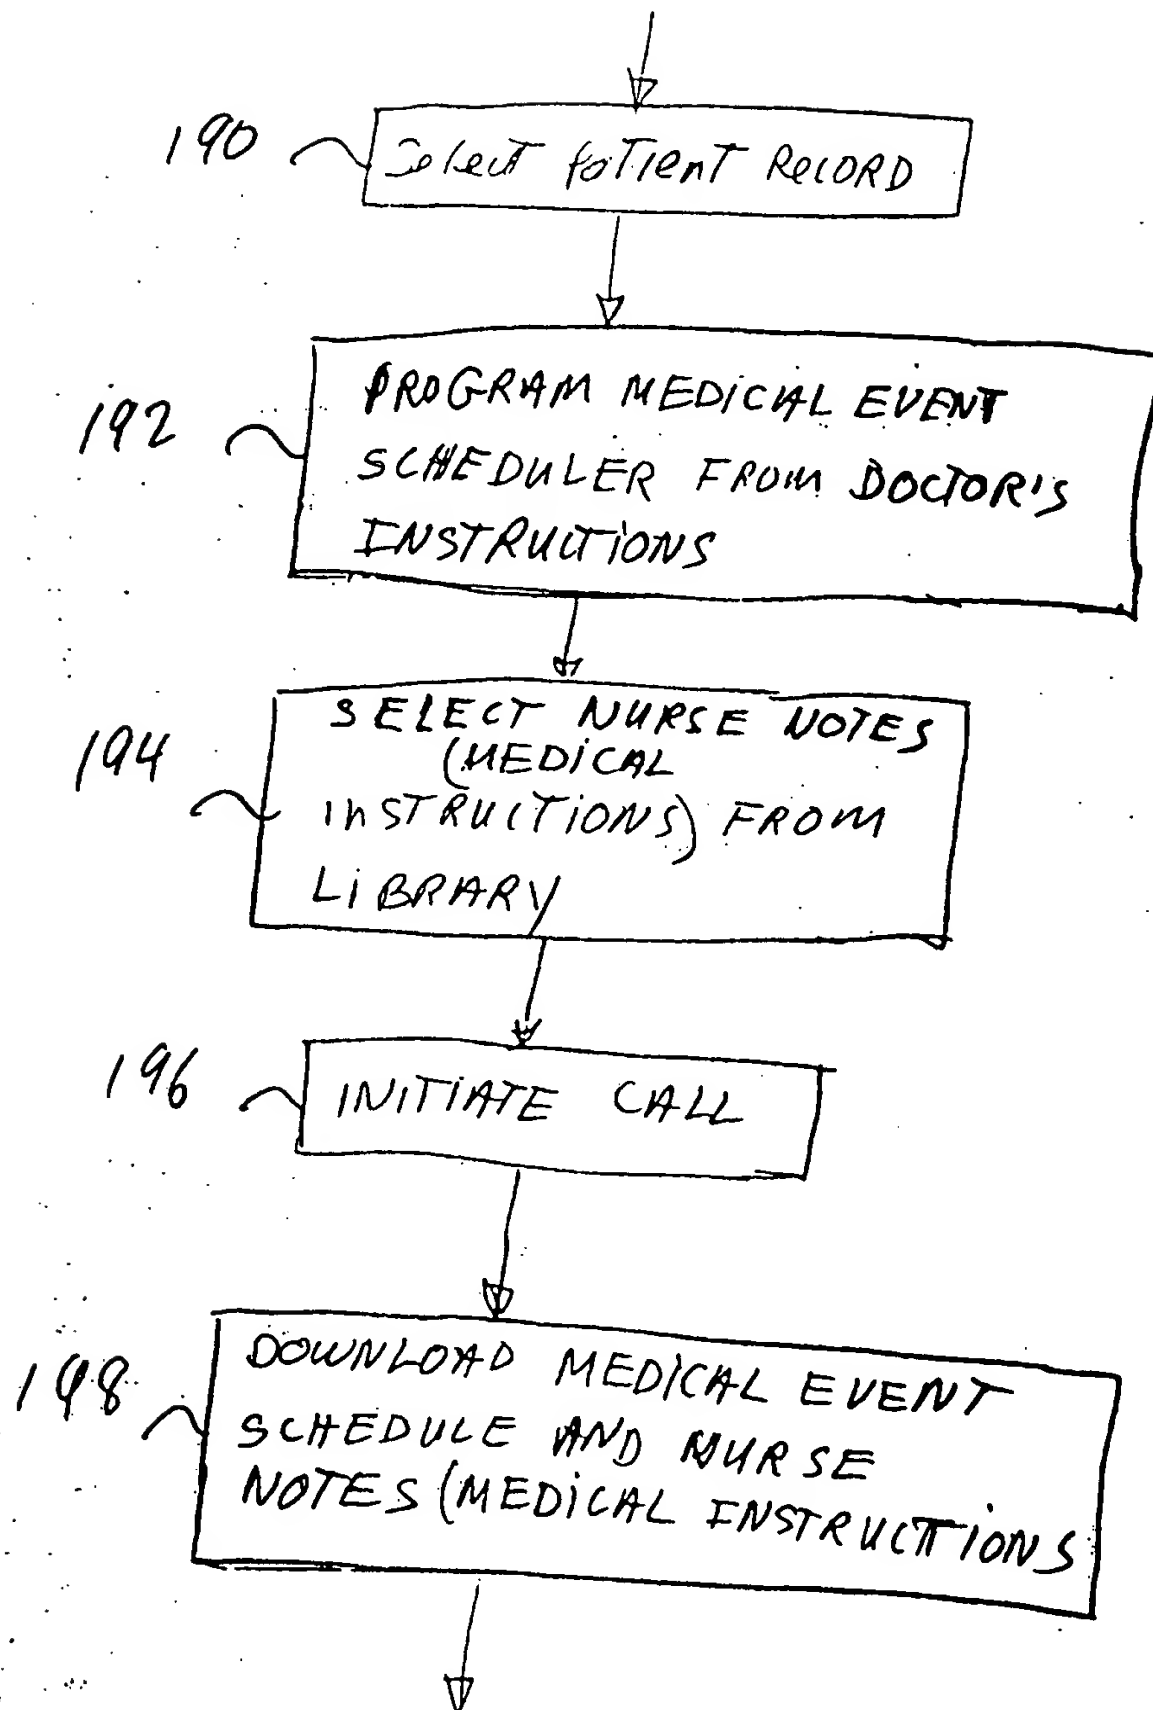 190
Select Patient RECORD
192
PROGRAM MEDICAL EVENT
SCHEDULER FROM DOCTOR'S
INSTRUCTIONS
194
SELECT NURSE NOTES
(MEDICAL
INSTRUCTIONS) FROM
LIBRARY
196
INITIATE CALL
198
DOWNLOAD MEDICAL EVENT
SCHEDULE AND NURSE
NOTES (MEDICAL INSTRUCTIONS